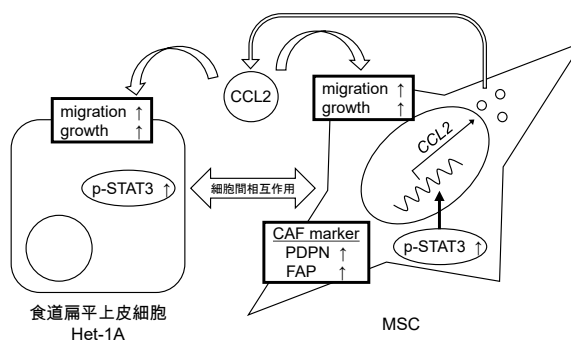 CCL2
migration ↑
growth ↑
migration ↑
growth ↑
CCL2
p-STAT3 ↑
細胞間相互作用
CAF marker
PDPN ↑
FAP ↑
p-STAT3 ↑
食道扁平上皮細胞
Het-1A
MSC